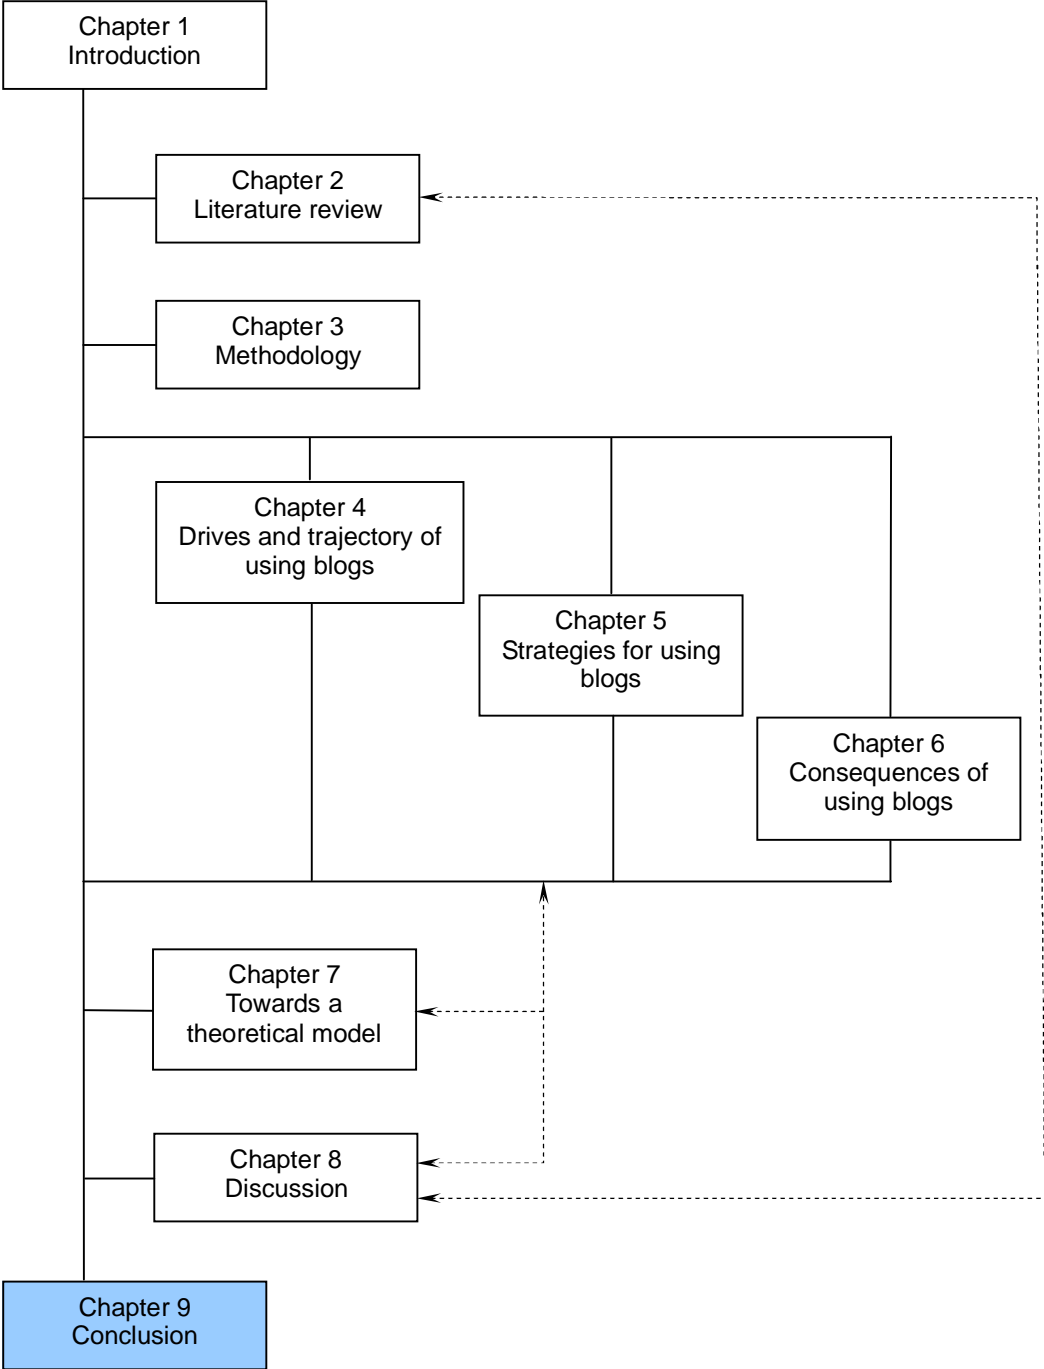 Chapter 1
Introduction
Chapter 2
Literature review
Chapter 3
Methodology
Chapter 4
Drives and trajectory of
using blogs
Chapter 5
Strategies for using
blogs
Chapter 6
Consequences of
using blogs
Chapter 7
Towards a
theoretical model
Chapter 8
Discussion
Chapter 9
Conclusion